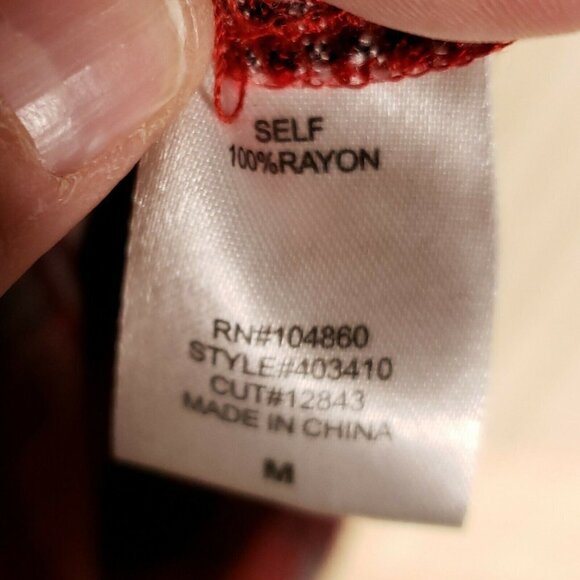 SELF
100%RAYON
RN#104860
STYLE#403410
CUT#12843
MADE IN CHINA
M